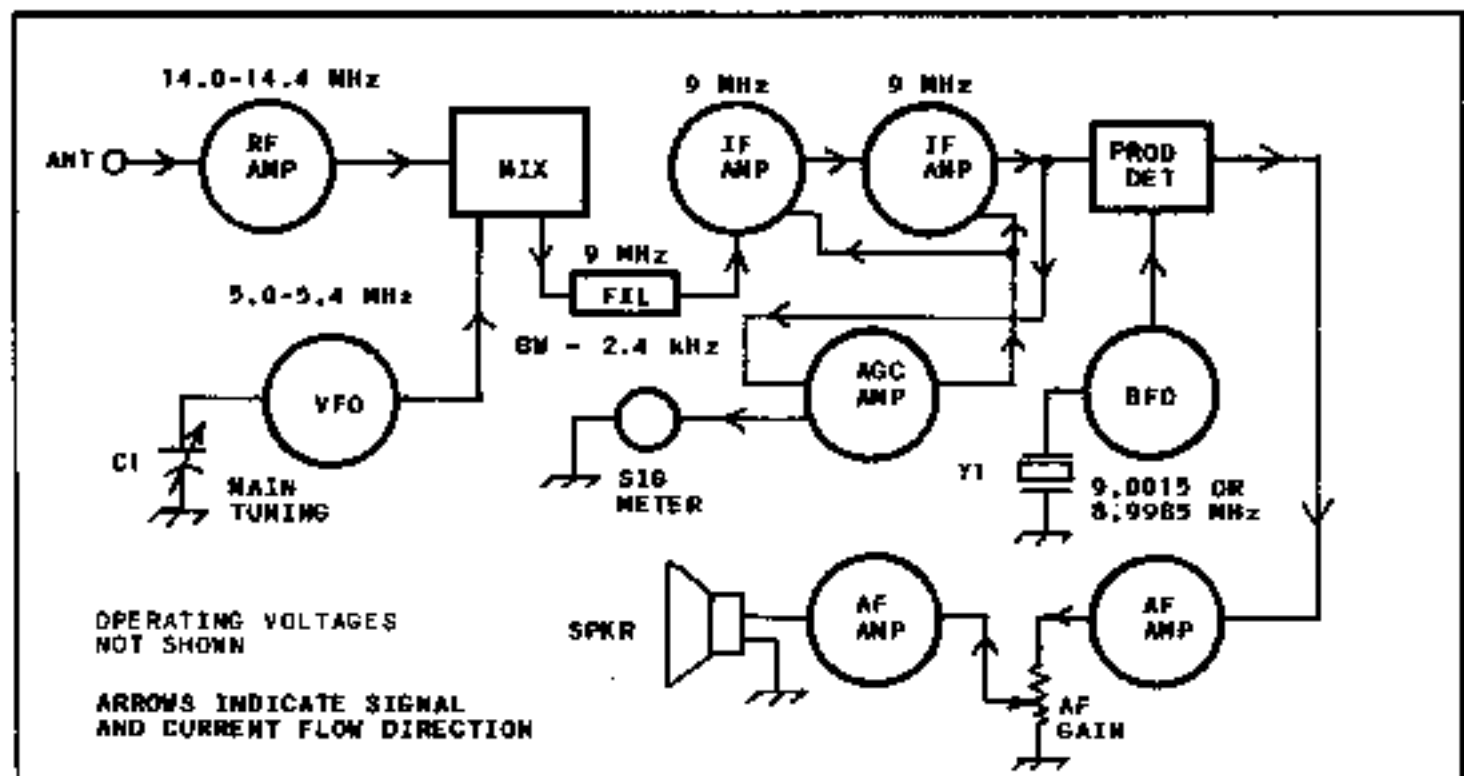 14.0-14.4 MHz
ANT
RF
AMP
MIX
9 MHz
IF
AMP
9 MHz
IF
AMP
PROD
DET
9 MHz
FIL
BW - 2.4 kHz
5.0-5.4 MHz
VFO
C1
MAIN
TUNING
AGC
AMP
SIG
METER
BFO
Y1
9.0015 OR
8.9985 MHz
OPERATING VOLTAGES
NOT SHOWN
ARROWS INDICATE SIGNAL
AND CURRENT FLOW DIRECTION
SPKR
AF
AMP
AF
GAIN
AF
AMP